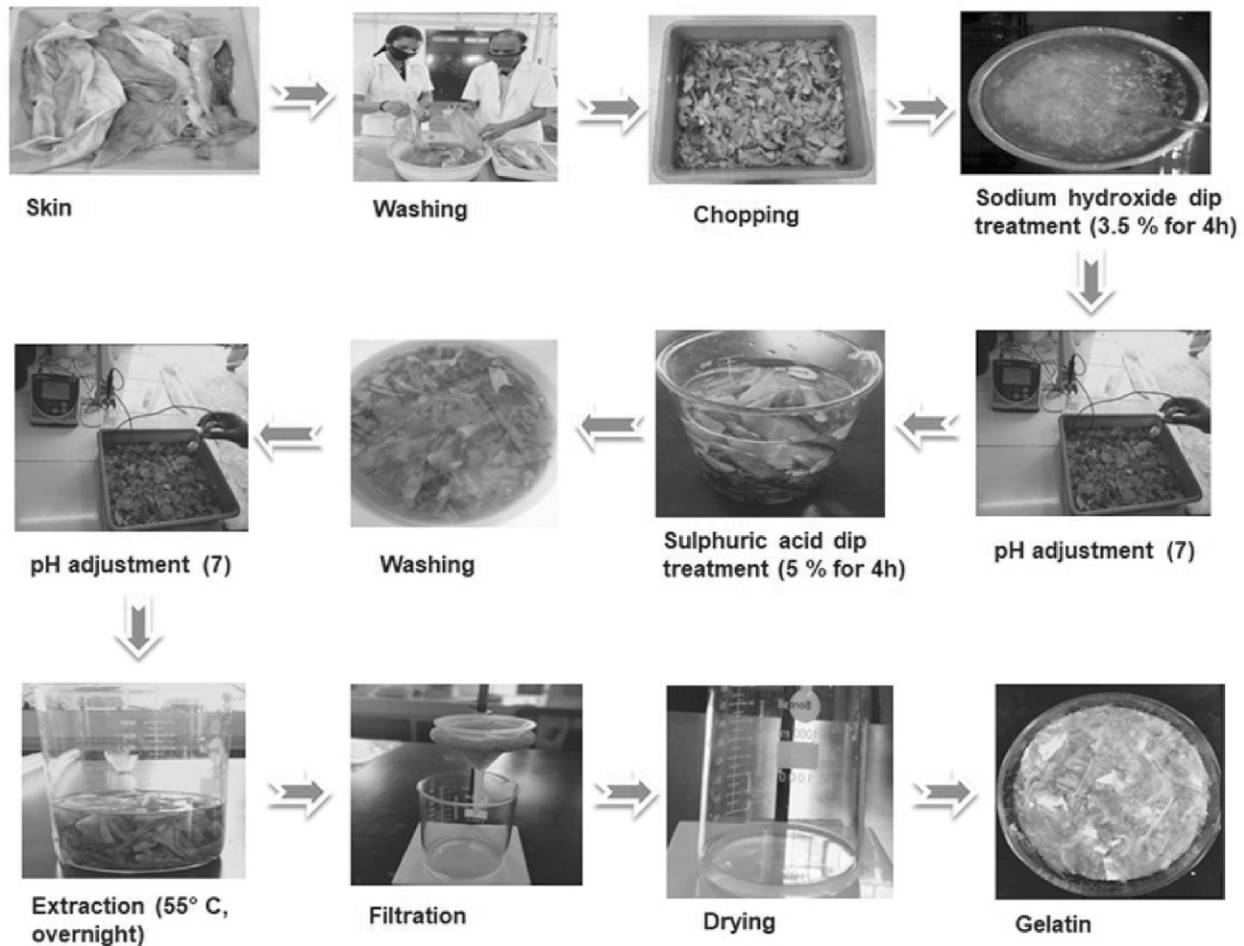 Skin
Washing
Chopping
Sodium hydroxide dip
treatment (3.5 % for 4h)
pH adjustment (7)
Washing
Sulphuric acid dip
treatment (5 % for 4h)
pH adjustment (7)
Extraction (55° C,
overnight)
Filtration
Drying
Gelatin